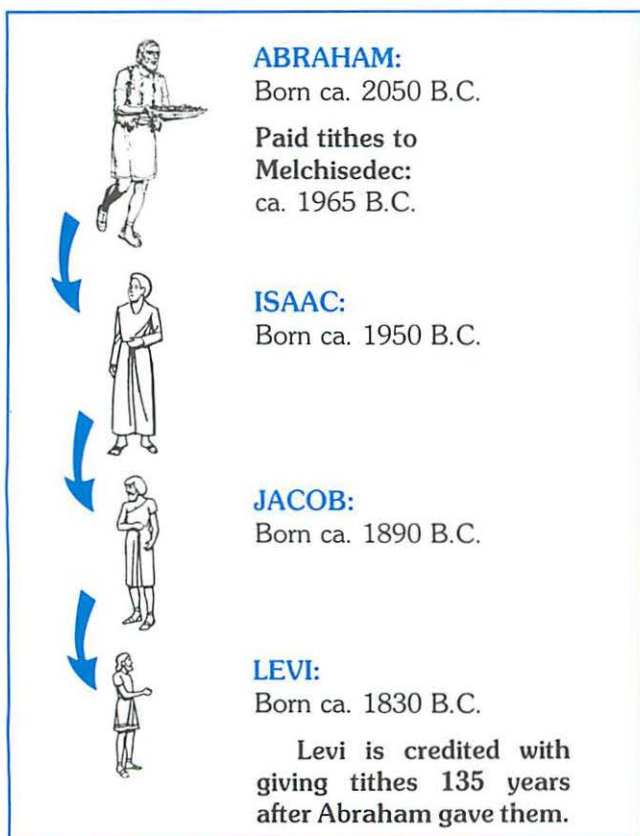 ABRAHAM:
Born ca. 2050 B.C.
Paid tithes to
Melchisedec:
ca. 1965 B.C.
ISAAC:
Born ca. 1950 B.C.
JACOB:
Born ca. 1890 B.C.
LEVI:
Born ca. 1830 B.C.
Levi is credited with
giving tithes 135 years
after Abraham gave them.